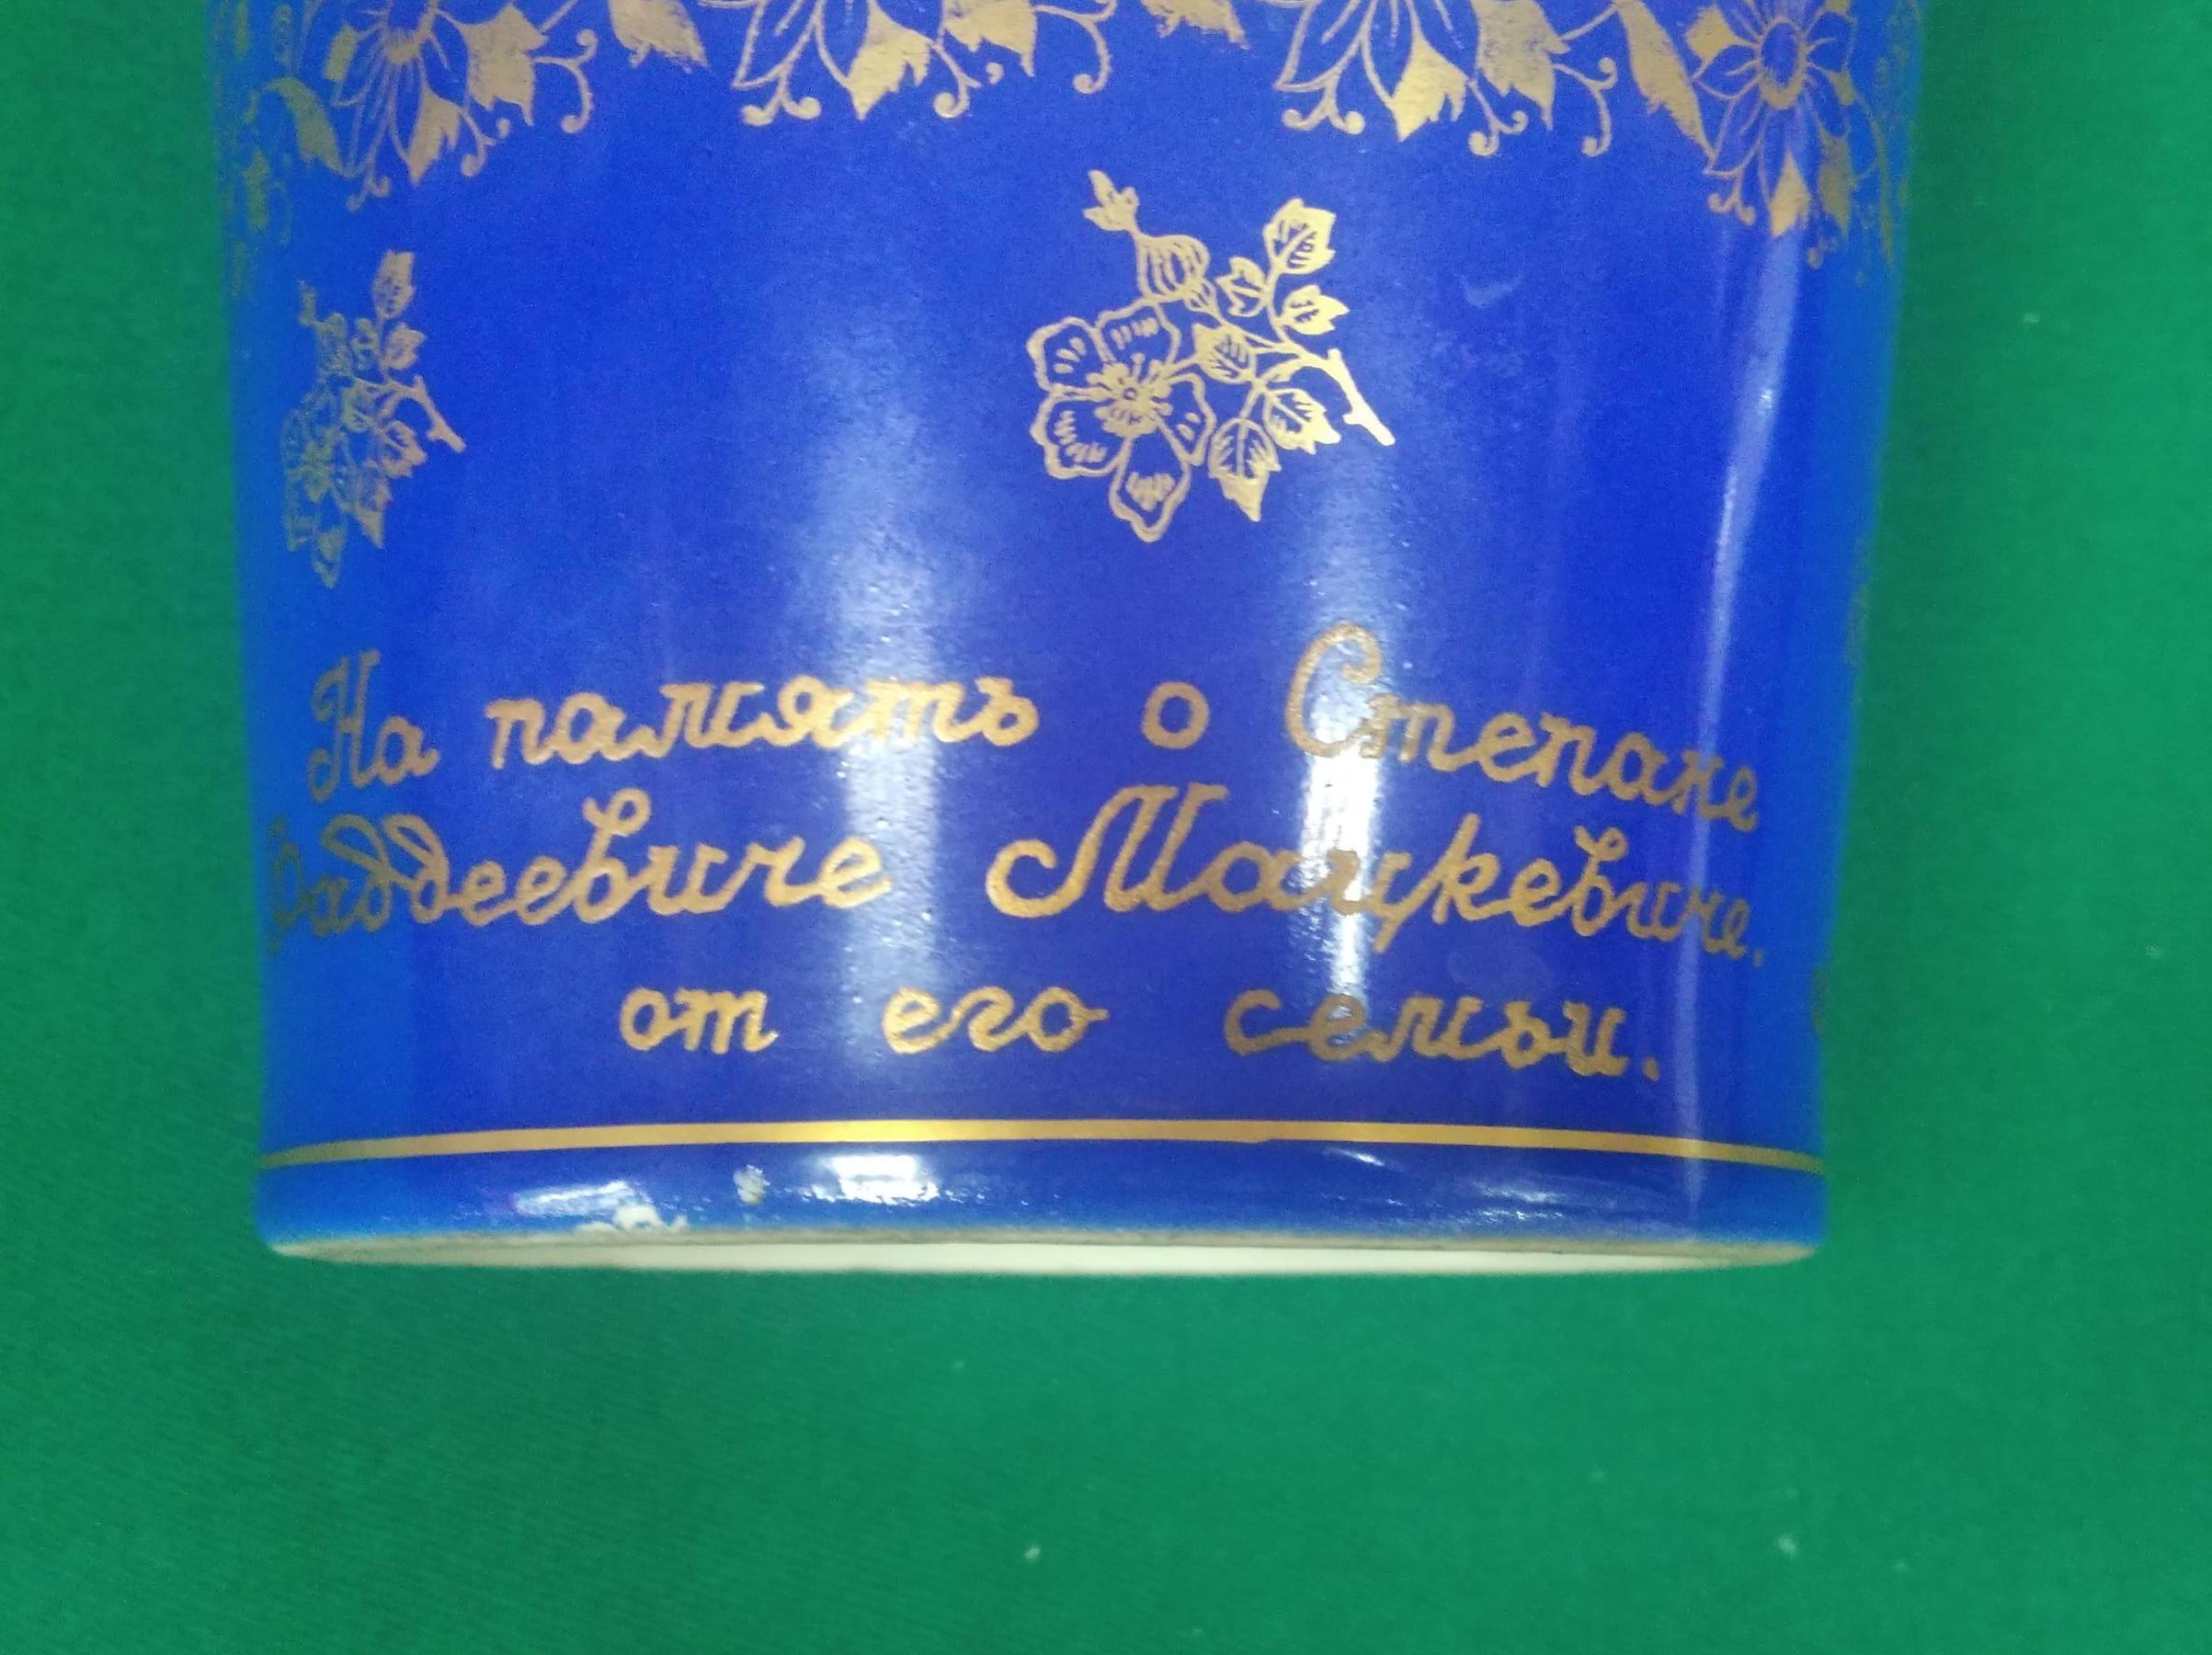 На память о Степане
Фаддеевиче Мацкевиче.
от его семьи.